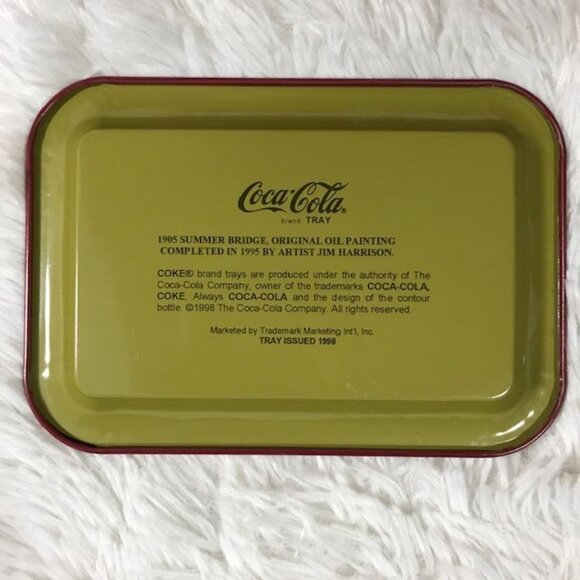 Coca-Cola®
brand TRAY
1905 SUMMER BRIDGE, ORIGINAL OIL PAINTING
COMPLETED IN 1995 BY ARTIST JIM HARRISON.
COKE® brand trays are produced under the authority of The
Coca-Cola Company, owner of the trademarks COCA-COLA,
COKE, Always COCA-COLA and the design of the contour
bottle. ©1998 The Coca-Cola Company. All rights reserved.
Marketed by Trademark Marketing Int'l, Inc.
TRAY ISSUED 1998